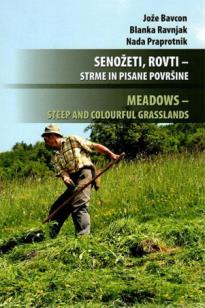 Jože Bavcon
Blanka Ravnjak
Nada Praprotnik
SENOŽETI, ROVTI –
STRME IN PISANE POVRŠINE
MEADOWS –
STEEP AND COLOURFUL GRASSLANDS